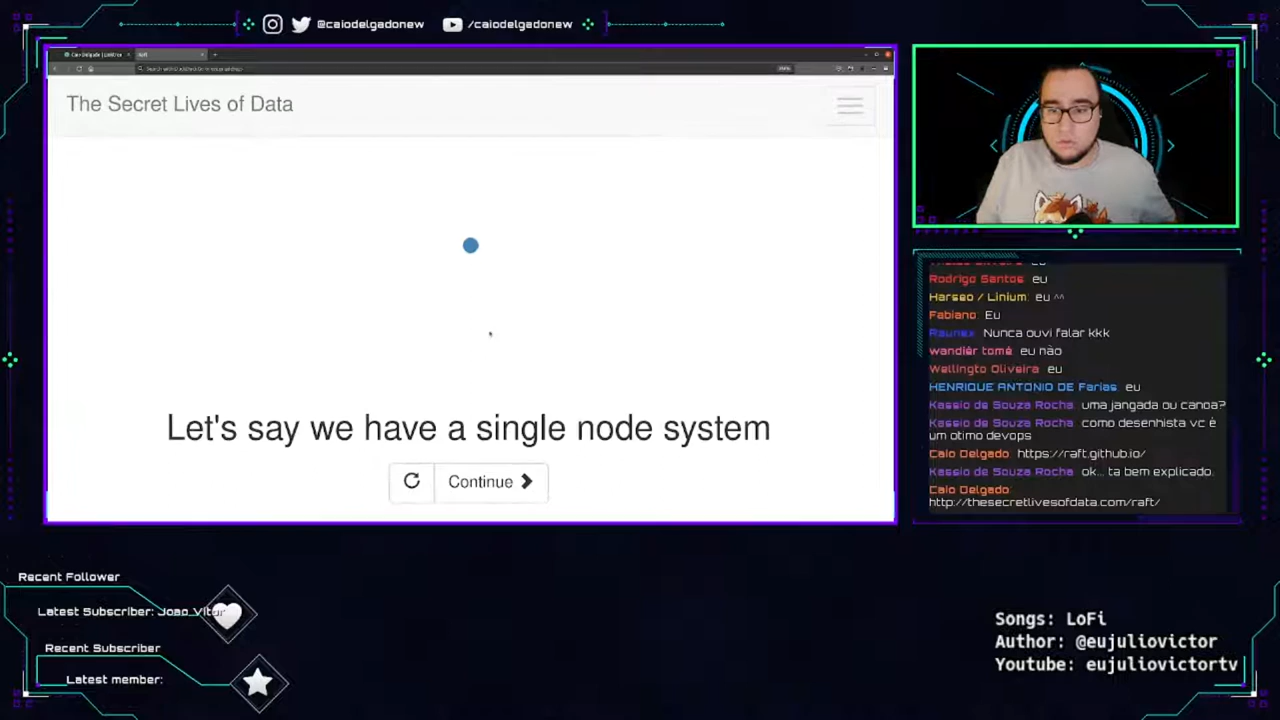 @caiodelgadonew
/caiodelgadonew
The Secret Lives of Data
Let's say we have a single node system
Continue
Rodrigo Santos: eu
Harseo / Linium: eu ^^
Fabiano: Eu
Raunex: Nunca ouvi falar kkk
wandiér tomé: eu não
Wellingto Oliveira: eu
HENRIQUE ANTONIO DE Farias: eu
Kassio de Souza Rocha: uma jangada ou canoa?
Kassio de Souza Rocha: como desenhista vc é
um otimo devops
Caio Delgado: https://raft.github.io/
Kassio de Souza Rocha: ok... ta bem explicado.
Caio Delgado:
http://thesecretlivesofdata.com/raft/
Recent Follower
Latest Subscriber: Joao Vitor
Recent Subscriber
Latest member:
Songs: LoFi
Author: @eujuliovictor
Youtube: eujuliovictortv